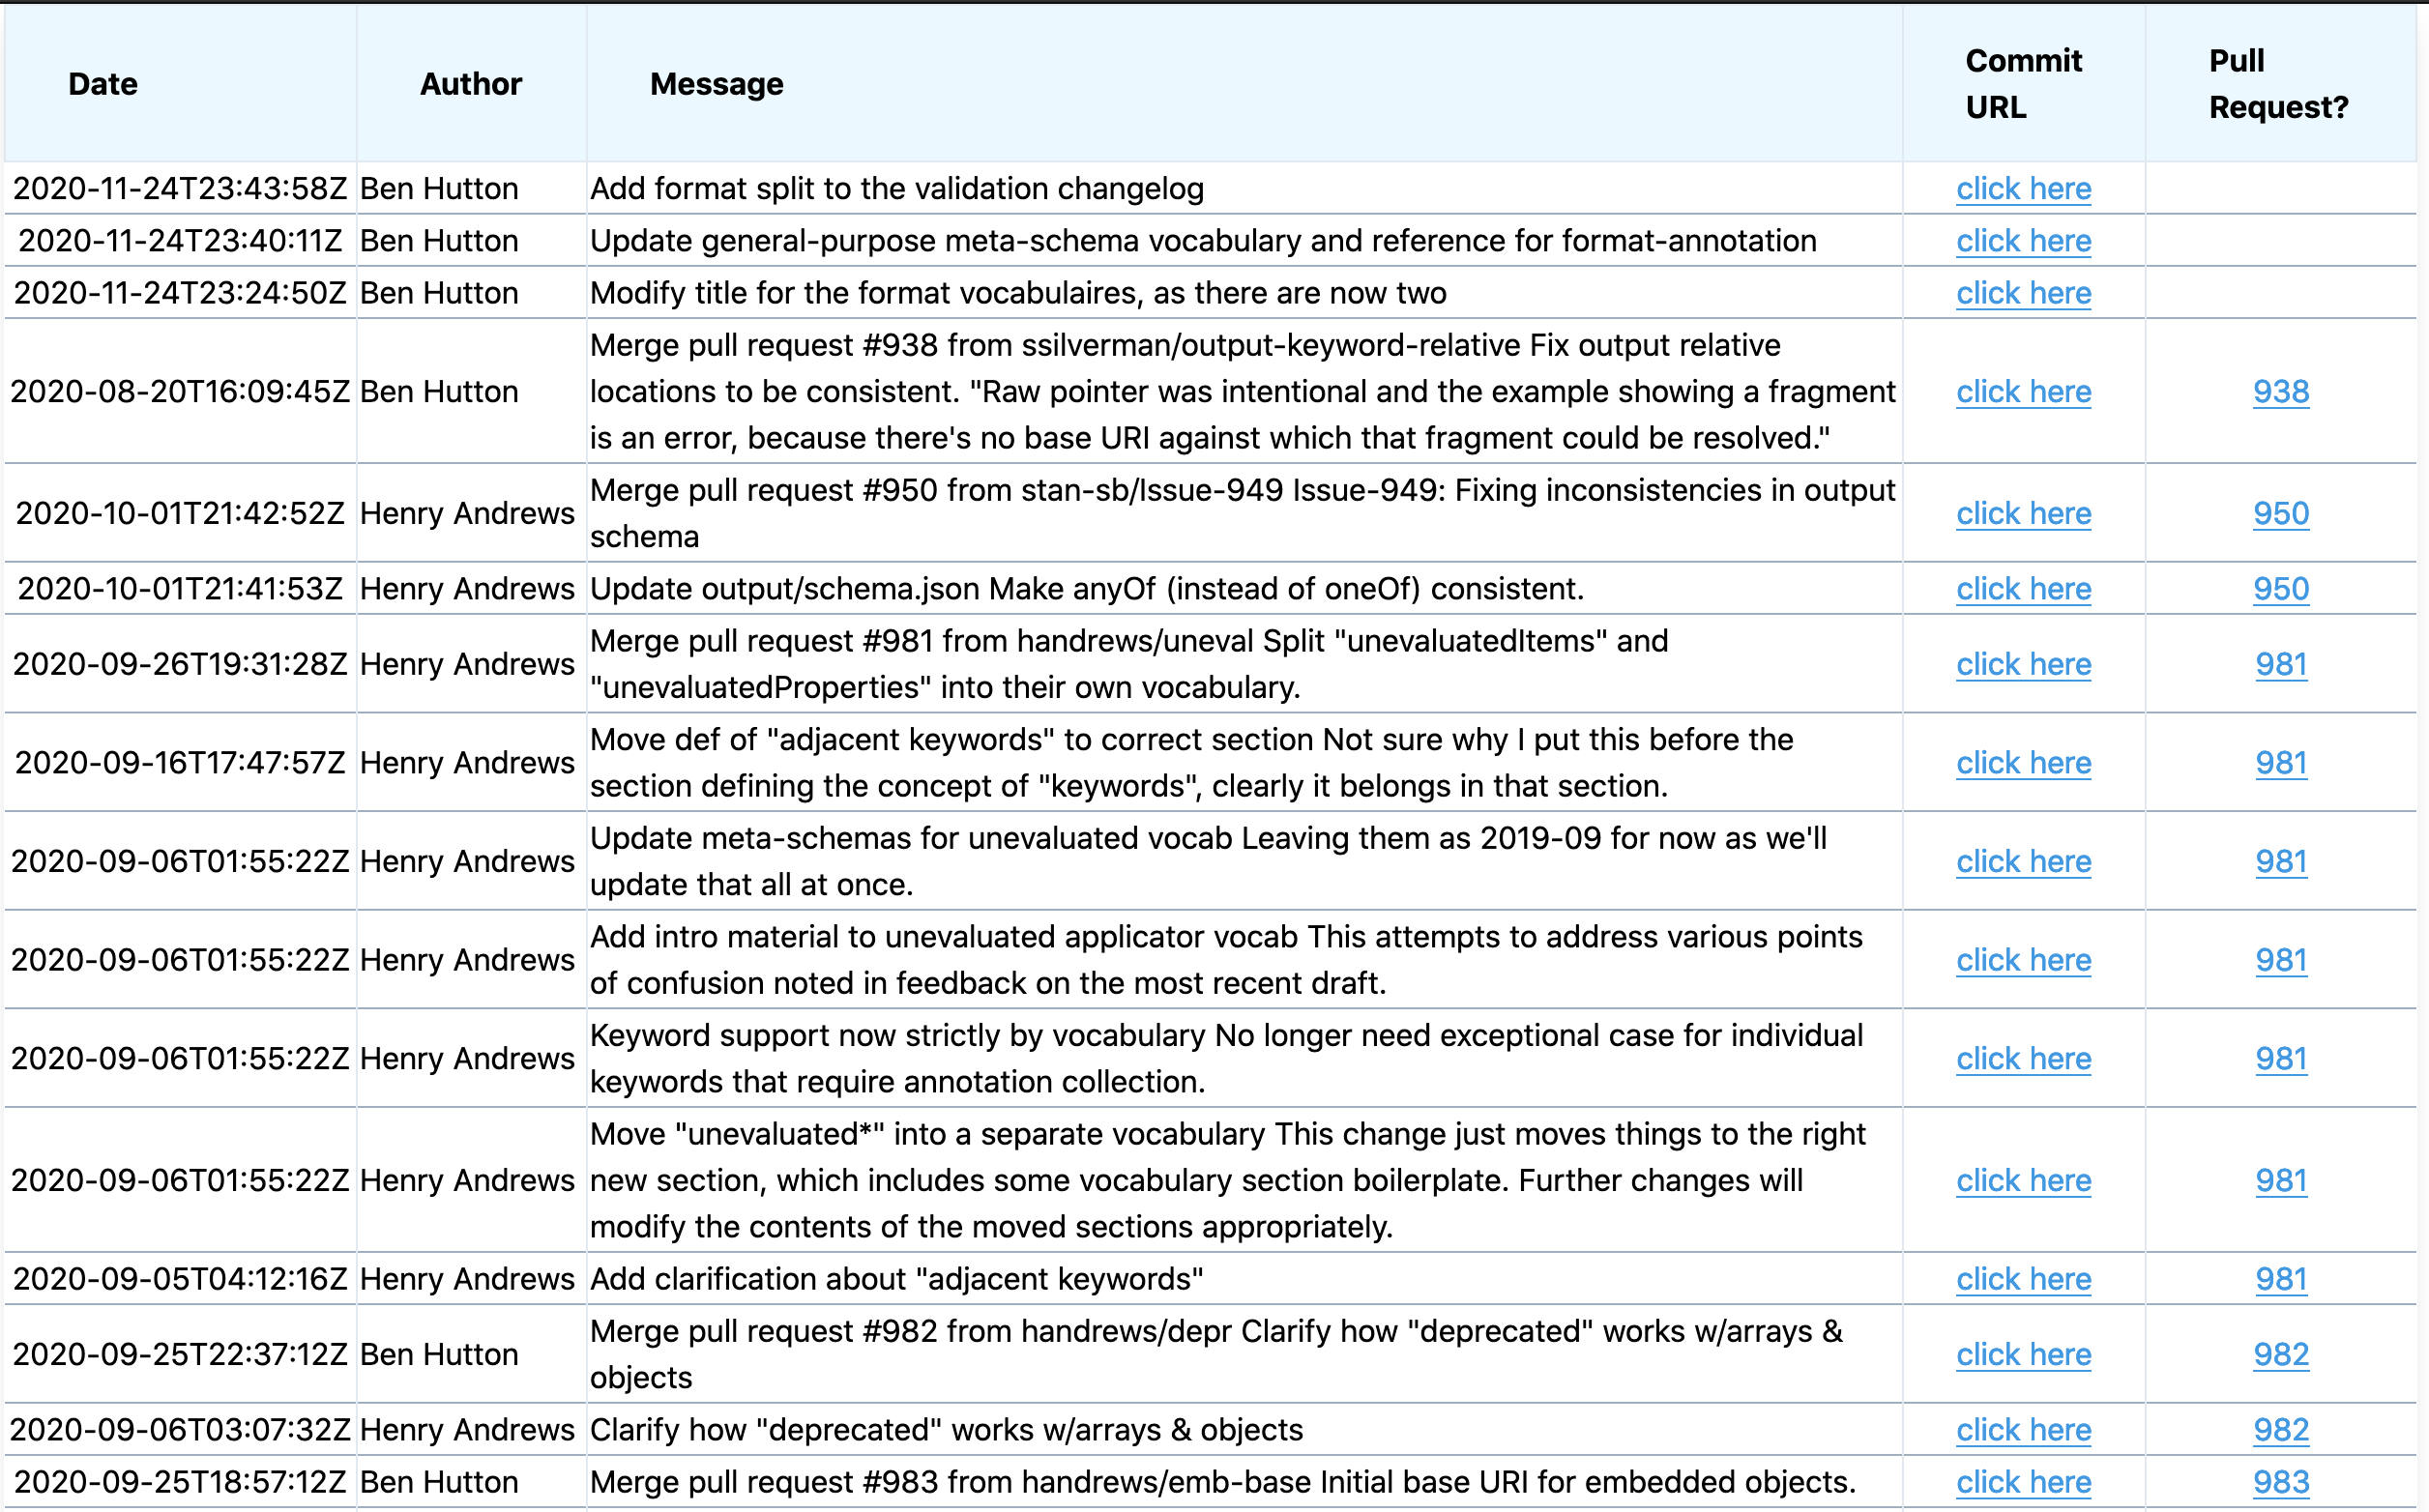 Date Author Message Commit URL Pull Request?
2020-11-24T23:43:58Z Ben Hutton Add format split to the validation changelog click here
2020-11-24T23:40:11Z Ben Hutton Update general-purpose meta-schema vocabulary and reference for format-annotation click here
2020-11-24T23:24:50Z Ben Hutton Modify title for the format vocabulaires, as there are now two click here
Merge pull request #938 from ssilverman/output-keyword-relative Fix output relative
2020-08-20T16:09:45Z Ben Hutton locations to be consistent. "Raw pointer was intentional and the example showing a fragment click here 938
is an error, because there's no base URI against which that fragment could be resolved."
2020-10-01T21:42:52Z Henry Andrews Merge pull request #950 from stan-sb/Issue-949 Issue-949: Fixing inconsistencies in output click here 950
schema
2020-10-01T21:41:53Z Henry Andrews Update output/schema.json Make anyOf (instead of oneOf) consistent. click here 950
2020-09-26T19:31:28Z Henry Andrews Merge pull request #981 from handrews/uneval Split "unevaluatedItems" and click here 981
"unevaluatedProperties" into their own vocabulary.
2020-09-16T17:47:57Z Henry Andrews Move def of "adjacent keywords" to correct section Not sure why I put this before the click here 981
section defining the concept of "keywords", clearly it belongs in that section.
2020-09-06T01:55:22Z Henry Andrews Update meta-schemas for unevaluated vocab Leaving them as 2019-09 for now as we'll click here 981
update that all at once.
2020-09-06T01:55:22Z Henry Andrews Add intro material to unevaluated applicator vocab This attempts to address various points click here 981
of confusion noted in feedback on the most recent draft.
2020-09-06T01:55:22Z Henry Andrews Keyword support now strictly by vocabulary No longer need exceptional case for individual click here 981
keywords that require annotation collection.
Move "unevaluated*" into a separate vocabulary This change just moves things to the right
2020-09-06T01:55:22Z Henry Andrews new section, which includes some vocabulary section boilerplate. Further changes will click here 981
modify the contents of the moved sections appropriately.
2020-09-05T04:12:16Z Henry Andrews Add clarification about "adjacent keywords" click here 981
2020-09-25T22:37:12Z Ben Hutton Merge pull request #982 from handrews/depr Clarify how "deprecated" works w/arrays & click here 982
objects
2020-09-06T03:07:32Z Henry Andrews Clarify how "deprecated" works w/arrays & objects click here 982
2020-09-25T18:57:12Z Ben Hutton Merge pull request #983 from handrews/emb-base Initial base URI for embedded objects. click here 983